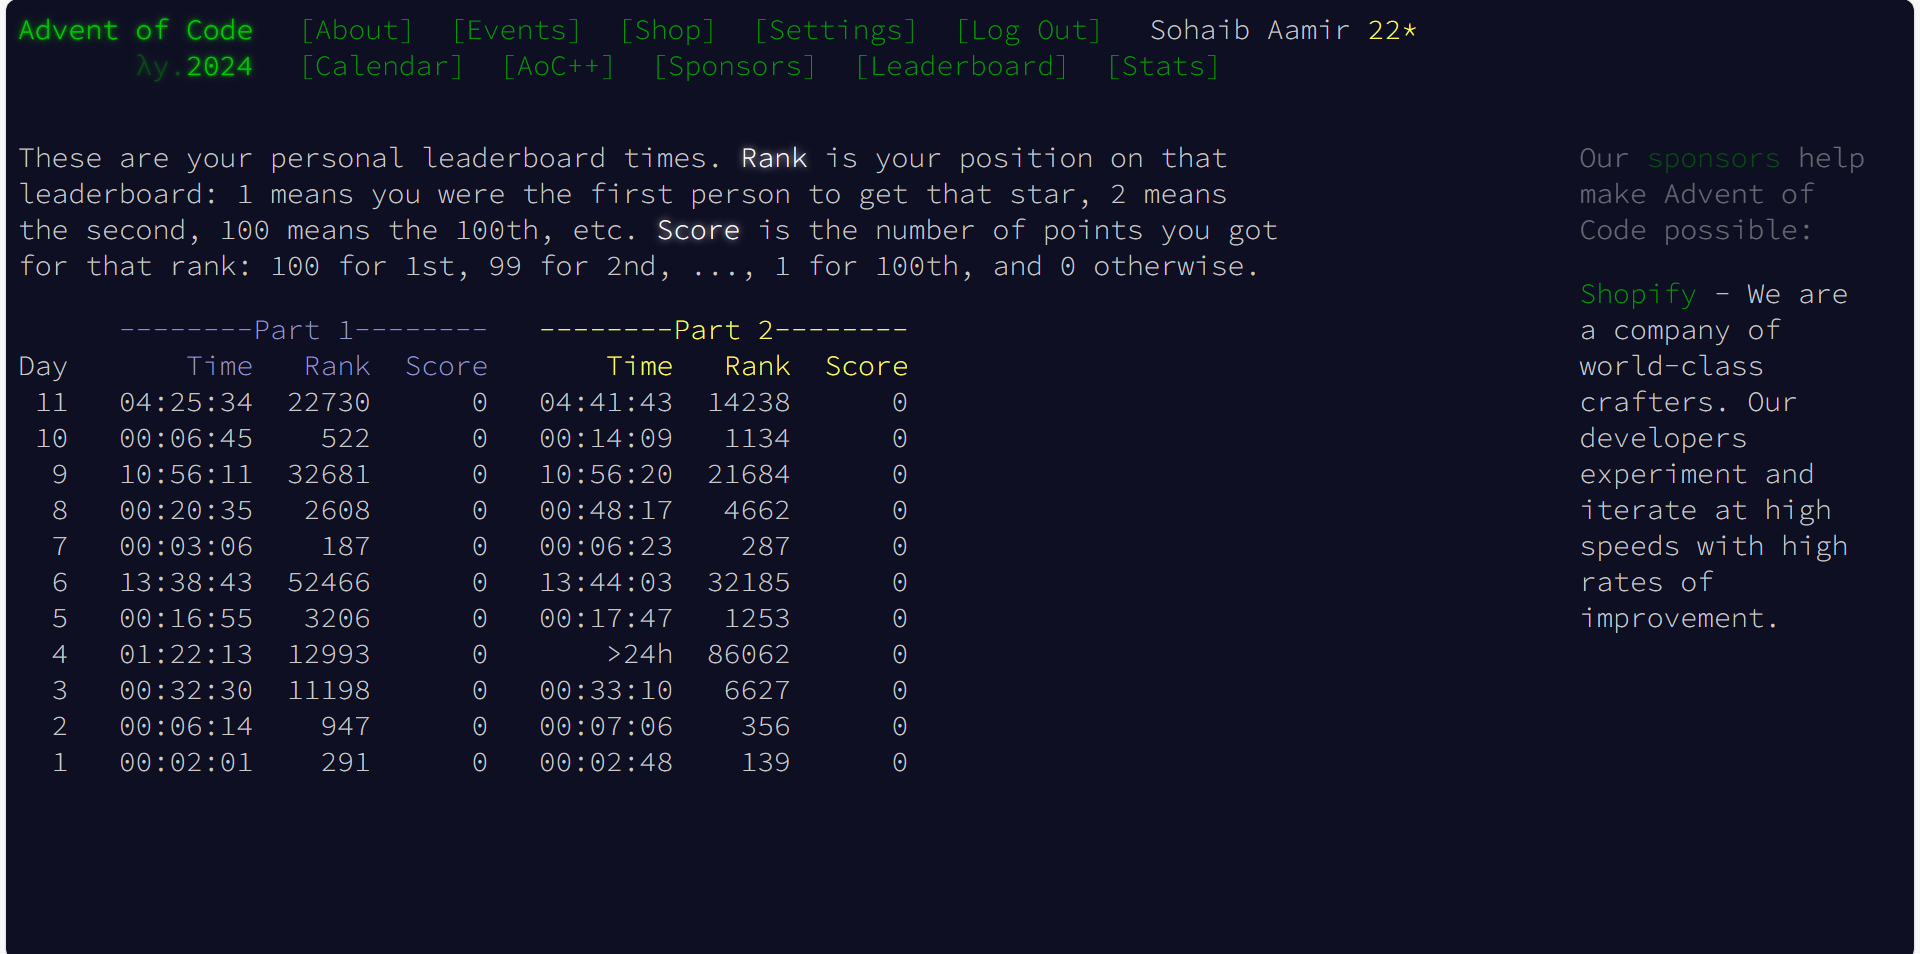 Advent of Code [About] [Events] [Shop] [Settings] [Log Out] Sohaib Aamir 22*
λy.2024 [Calendar] [AoC++] [Sponsors] [Leaderboard] [Stats]
These are your personal leaderboard times. Rank is your position on that
leaderboard: 1 means you were the first person to get that star, 2 means
the second, 100 means the 100th, etc. Score is the number of points you got
for that rank: 100 for 1st, 99 for 2nd, ..., 1 for 100th, and 0 otherwise.
--------Part 1-------- --------Part 2--------
Day Time Rank Score Time Rank Score
11 04:25:34 22730 0 04:41:43 14238 0
10 00:06:45 522 0 00:14:09 1134 0
9 10:56:11 32681 0 10:56:20 21684 0
8 00:20:35 2608 0 00:48:17 4662 0
7 00:03:06 187 0 00:06:23 287 0
6 13:38:43 52466 0 13:44:03 32185 0
5 00:16:55 3206 0 00:17:47 1253 0
4 01:22:13 12993 0 >24h 86062 0
3 00:32:30 11198 0 00:33:10 6627 0
2 00:06:14 947 0 00:07:06 356 0
1 00:02:01 291 0 00:02:48 139 0
Our sponsors help
make Advent of
Code possible:
Shopify - We are
a company of
world-class
crafters. Our
developers
experiment and
iterate at high
speeds with high
rates of
improvement.